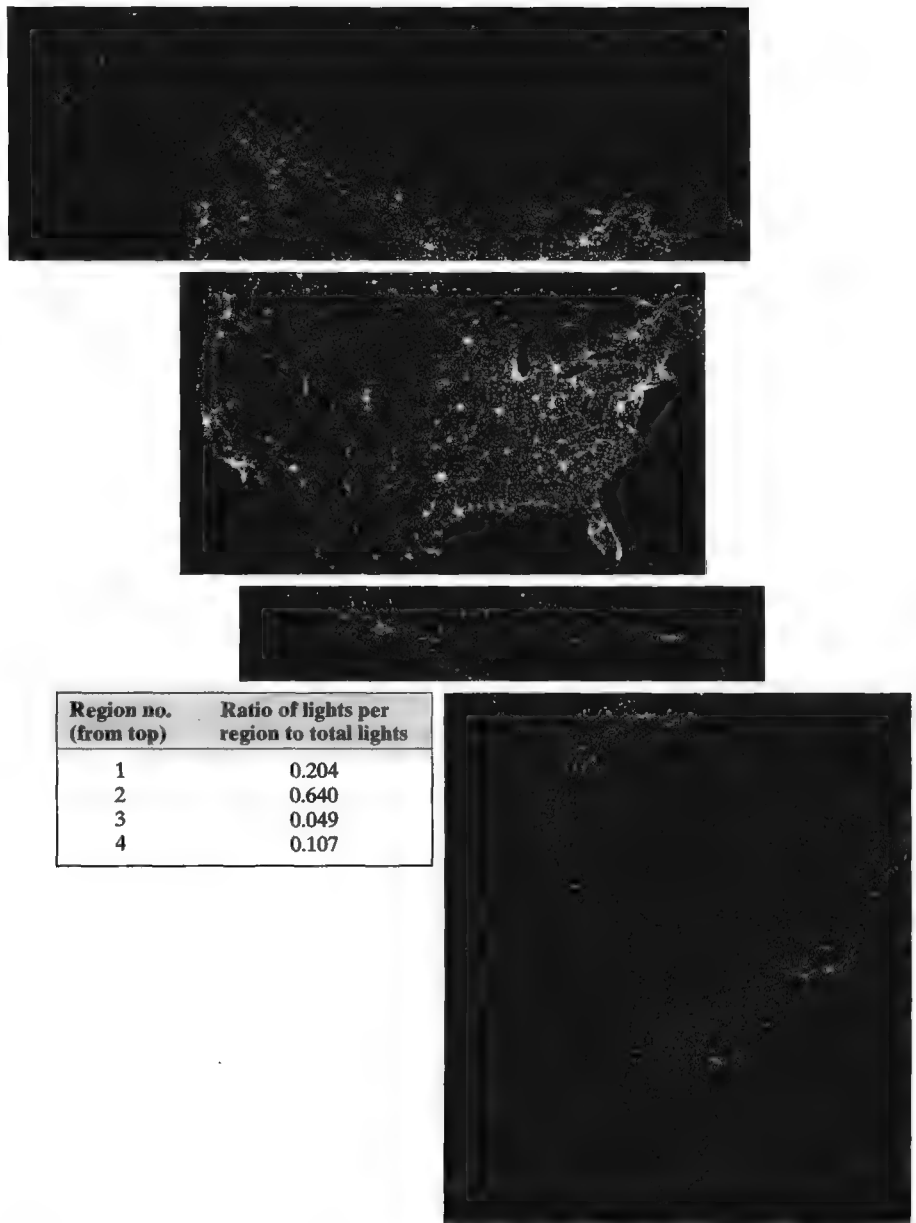 Region no. Ratio of lights per
(from top) region to total lights
1 0.204
2 0.640
3 0.049
4 0.107